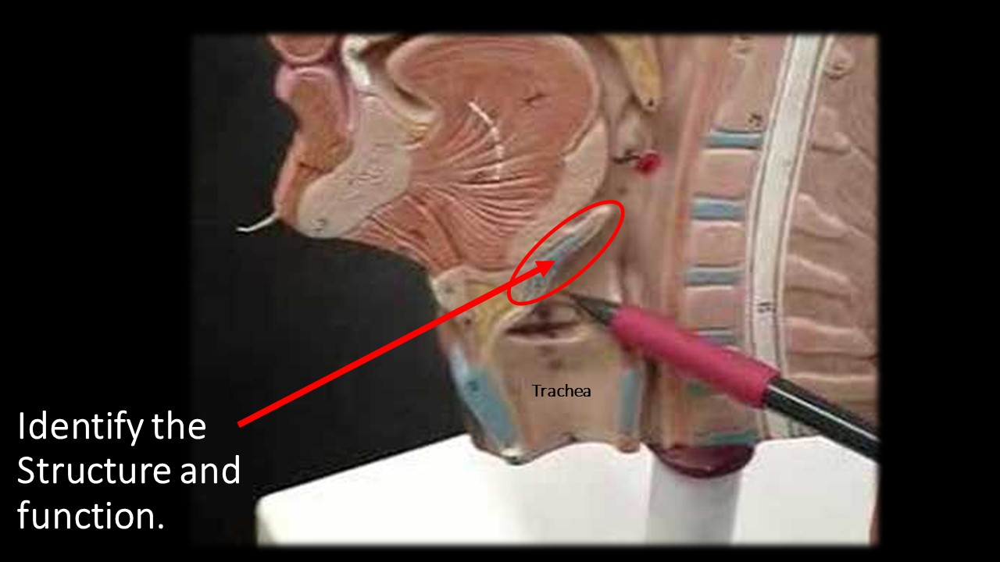 Trachea
Identify the
Structure and
function.